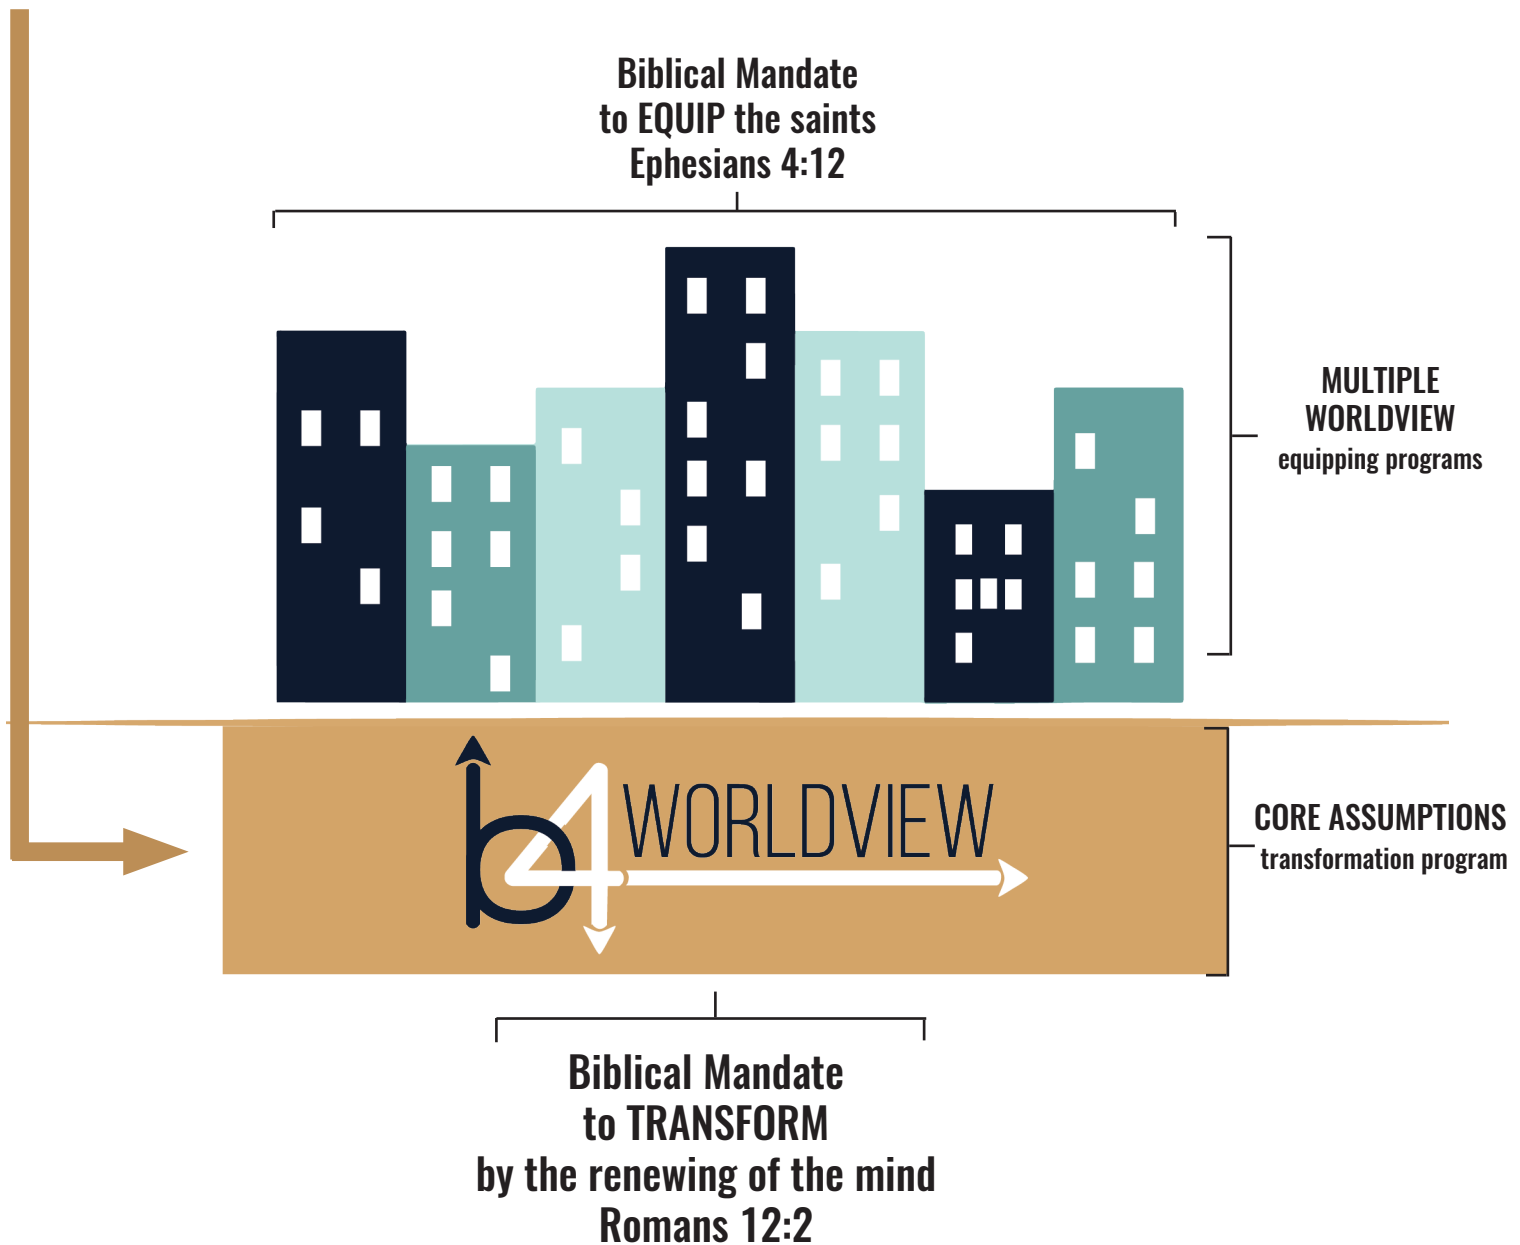 Biblical Mandate
to EQUIP the saints
Ephesians 4:12
MULTIPLE
WORLDVIEW
equipping programs
b4 WORLDVIEW
CORE ASSUMPTIONS
transformation program
Biblical Mandate
to TRANSFORM
by the renewing of the mind
Romans 12:2